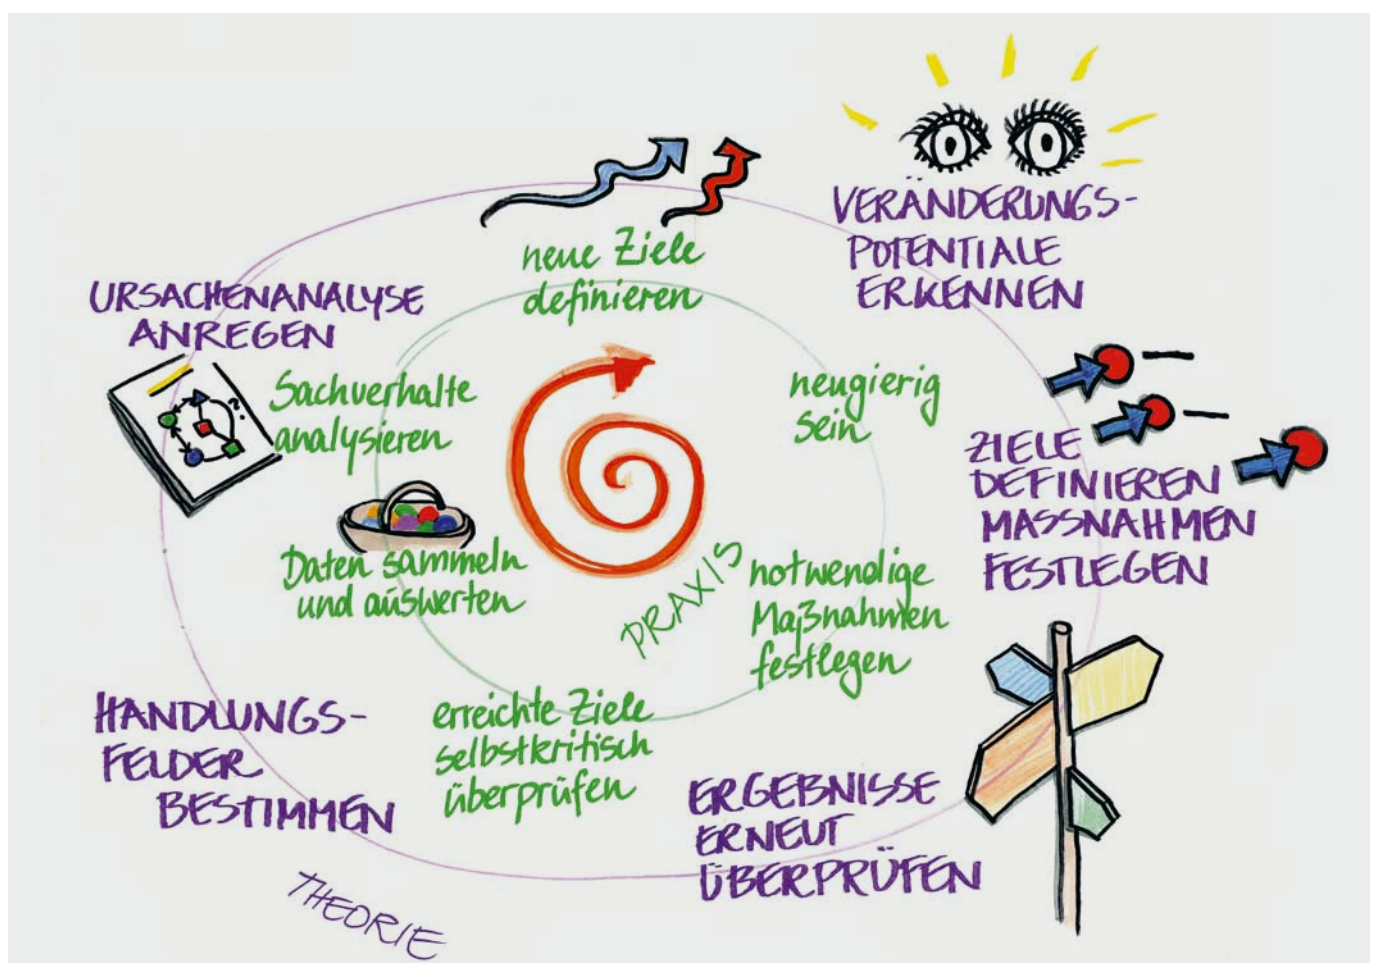 VERÄNDERUNGS-
POTENTIALE
ERKENNEN
neue Ziele
definieren
URSACHENANALYSE
ANREGEN
Sachverhalte
analysieren
neugierig
sein
ZIELE
DEFINIEREN
MASSNAHMEN
FESTLEGEN
Daten sammeln
und auswerten
PRAXIS
notwendige
Maßnahmen
festlegen
HANDLUNGS-
FELDER
BESTIMMEN
erreichte Ziele
selbstkritisch
überprüfen
ERGEBNISSE
ERNEUT
ÜBERPRÜFEN
THEORIE
?